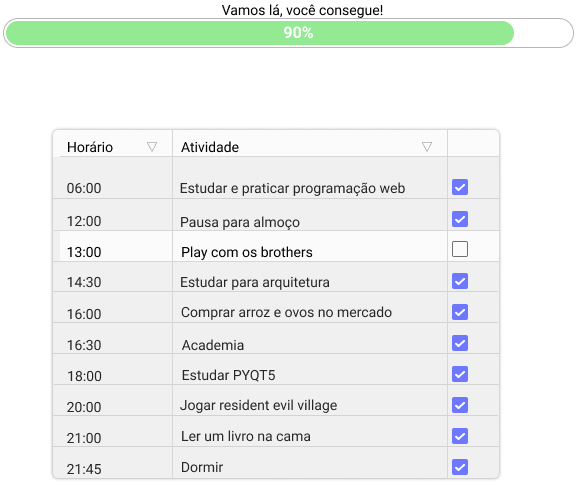 Vamos lá, você consegue!
90%
Horário Atividade
06:00 Estudar e praticar programação web
12:00 Pausa para almoço
13:00 Play com os brothers
14:30 Estudar para arquitetura
16:00 Comprar arroz e ovos no mercado
16:30 Academia
18:00 Estudar PYQT5
20:00 Jogar resident evil village
21:00 Ler um livro na cama
21:45 Dormir